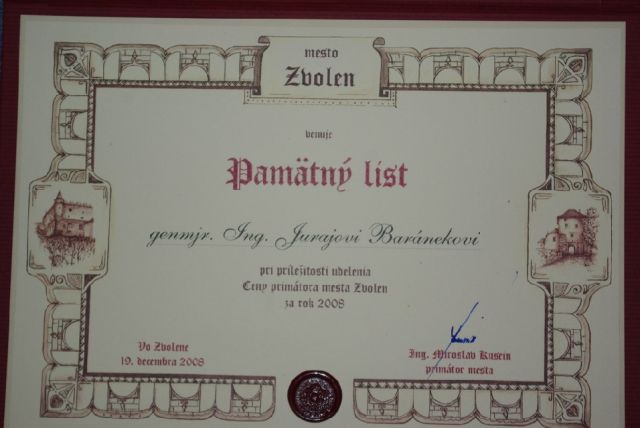 mesto
Zvolen
venuje
Pamätný list
genmjr. Ing. Jurajovi Baránekovi
pri príležitosti udelenia
Ceny primátora mesta Zvolen
za rok 2008
Vo Zvolene
19. decembra 2008
Ing. Miroslav Kusein
primátor mesta